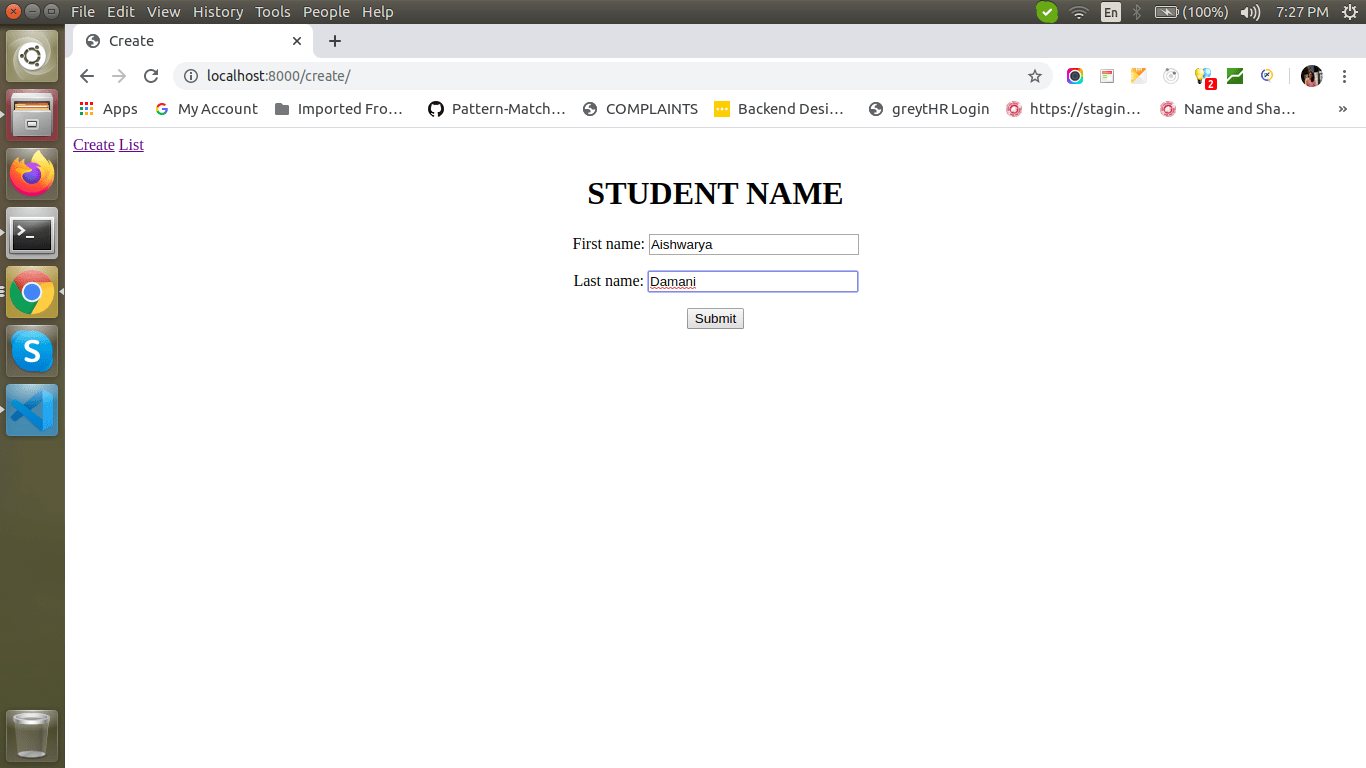 File Edit View History Tools People Help
En (100%) 7:27 PM
Create
localhost:8000/create/
2
Apps My Account Imported Fro... Pattern-Match... COMPLAINTS Backend Desi... greytHR Login https://stagin... Name and Sha... »
Create List
STUDENT NAME
First name: Aishwarya
Last name: Damani
Submit